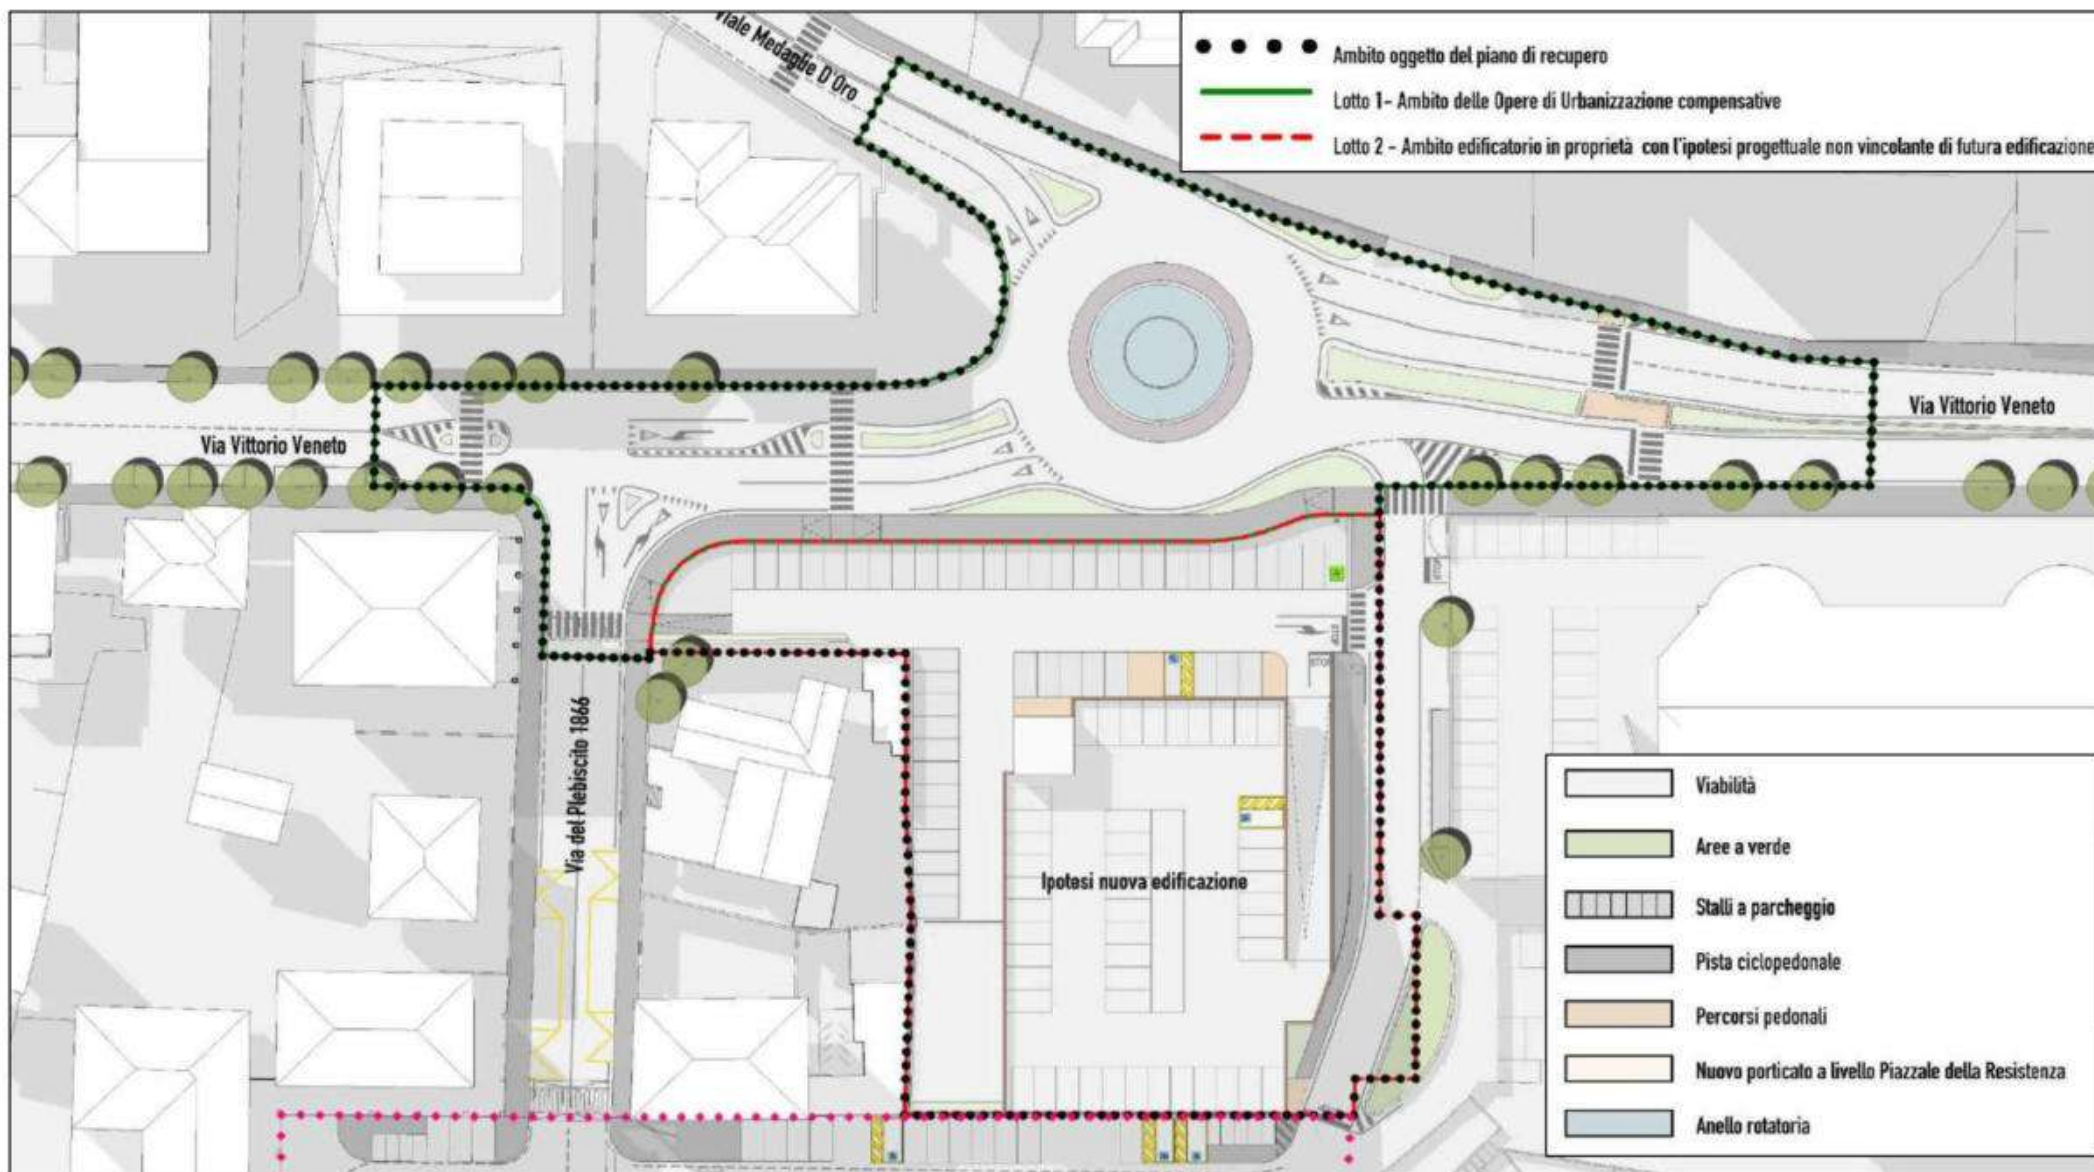 Viale Medaglie D'Oro
Ambito oggetto del piano di recupero
Lotto 1- Ambito delle Opere di Urbanizzazione compensative
Lotto 2 - Ambito edificatorio in proprietà con l'ipotesi progettuale non vincolante di futura edificazione
Via Vittorio Veneto
Via Vittorio Veneto
STOP
STOP
STOP
Via del Plebiscito 1866
Ipotesi nuova edificazione
Viabilità
Aree a verde
Stalli a parcheggio
Pista ciclopedonale
Percorsi pedonali
Nuovo porticato a livello Piazzale della Resistenza
Anello rotatoria